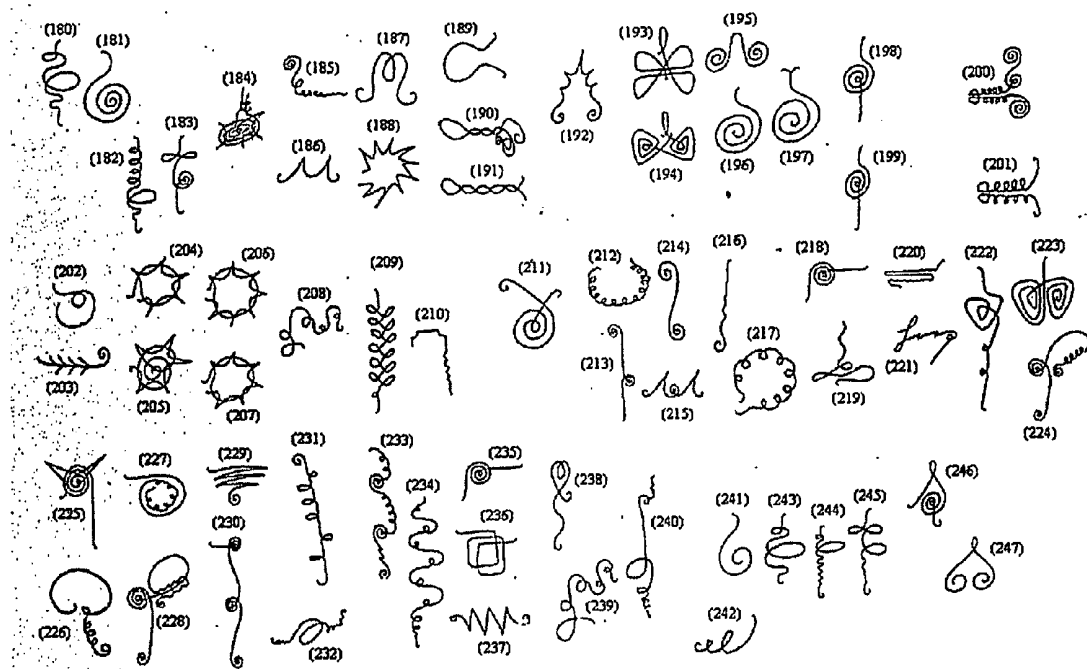 (180) (181) (184) (185) (187) (189) (193) (195) (198) (200)
(190)
(182) (183) (186) (188) (191) (192) (194) (196) (197) (199) (201)
(202) (204) (206) (208) (209) (210) (211) (212) (214) (216) (218) (220) (222) (223)
(203) (205) (207) (213) (215) (217) (219) (221) (224)
(225) (227) (229) (231) (233) (234) (235) (238) (240) (241) (243) (244) (245) (246)
(230) (236) (247)
(226) (228) (232) (237) (239) (242)